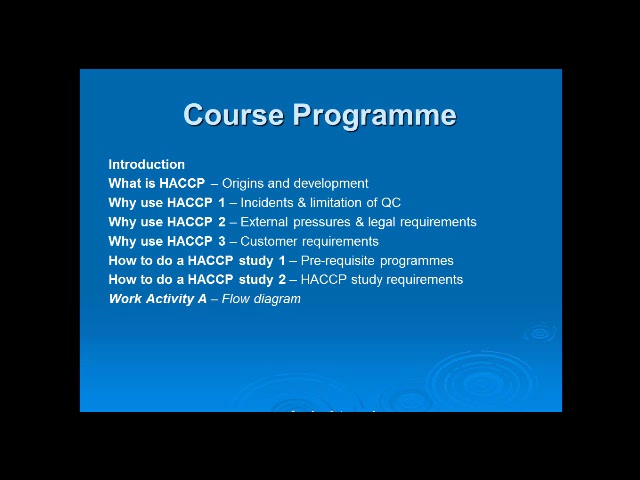 Course Programme
Introduction
What is HACCP – Origins and development
Why use HACCP 1 – Incidents & limitation of QC
Why use HACCP 2 – External pressures & legal requirements
Why use HACCP 3 – Customer requirements
How to do a HACCP study 1 – Pre-requisite programmes
How to do a HACCP study 2 – HACCP study requirements
Work Activity A – Flow diagram